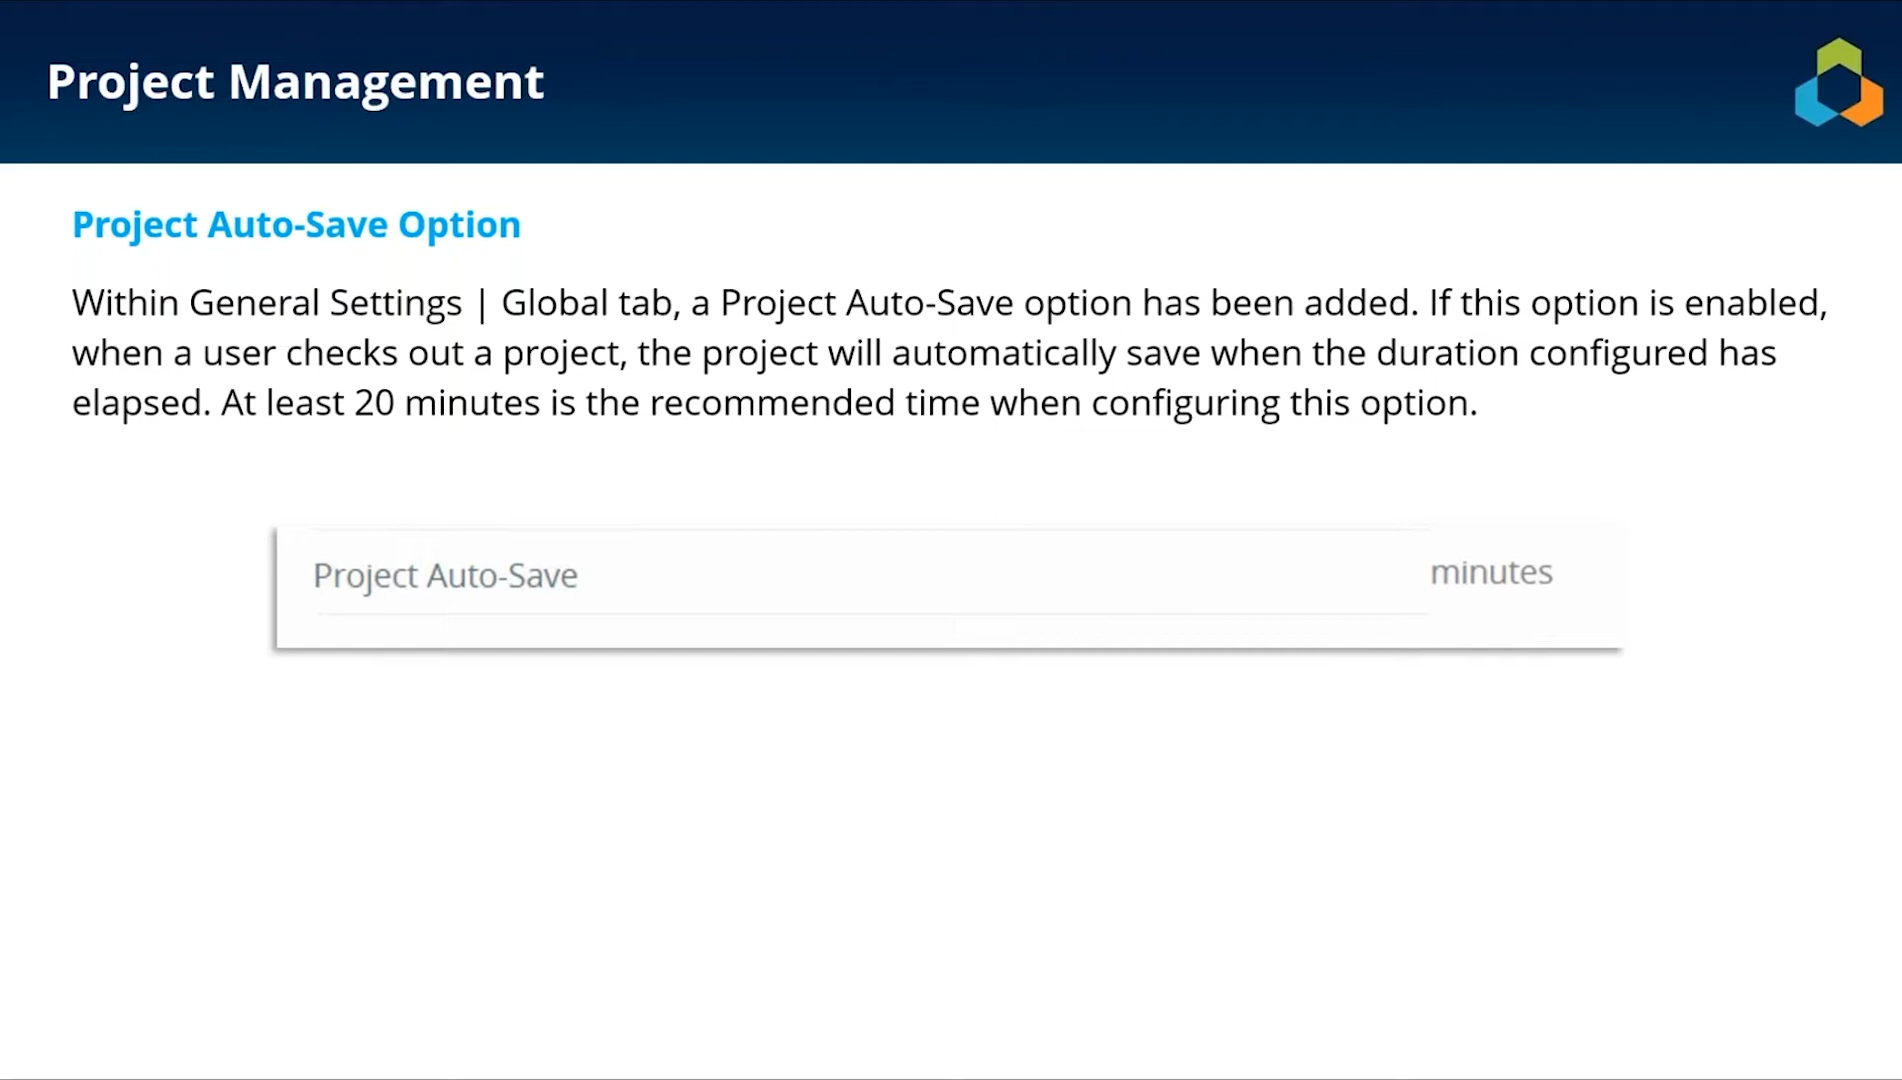 Project Management
Project Auto-Save Option
Within General Settings | Global tab, a Project Auto-Save option has been added. If this option is enabled,
when a user checks out a project, the project will automatically save when the duration configured has
elapsed. At least 20 minutes is the recommended time when configuring this option.
Project Auto-Save minutes